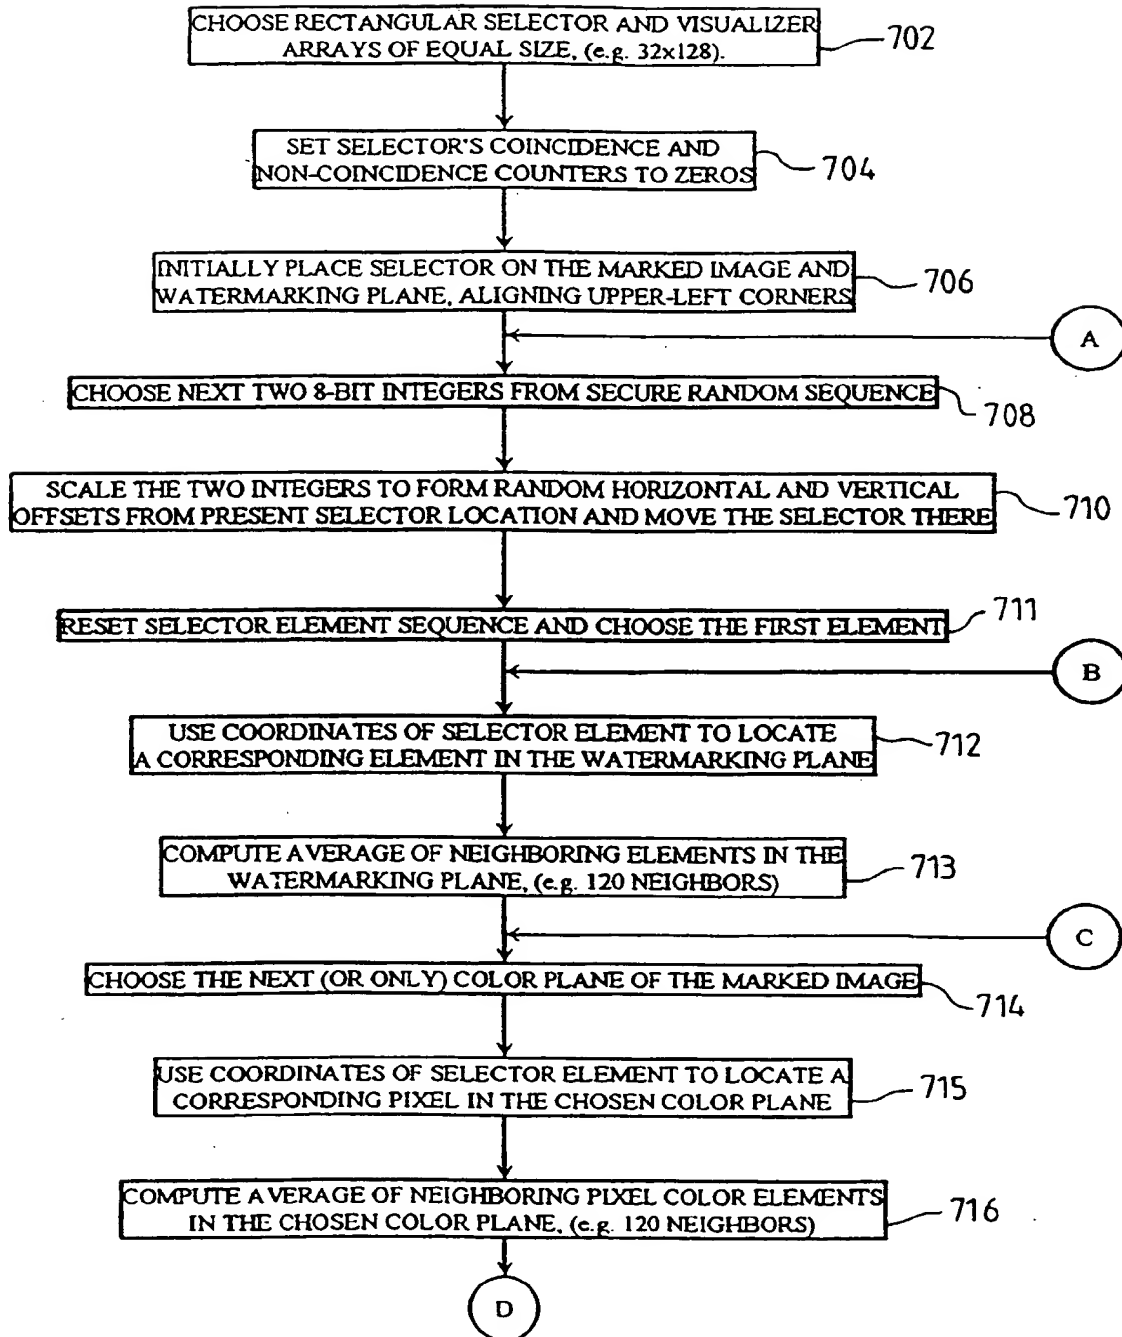 CHOOSE RECTANGULAR SELECTOR AND VISUALIZER
ARRAYS OF EQUAL SIZE, (e.g. 32x128).
702
SET SELECTOR'S COINCIDENCE AND
NON-COINCIDENCE COUNTERS TO ZEROS
704
INITIALLY PLACE SELECTOR ON THE MARKED IMAGE AND
WATERMARKING PLANE, ALIGNING UPPER-LEFT CORNERS
706
A
CHOOSE NEXT TWO 8-BIT INTEGERS FROM SECURE RANDOM SEQUENCE
708
SCALE THE TWO INTEGERS TO FORM RANDOM HORIZONTAL AND VERTICAL
OFFSETS FROM PRESENT SELECTOR LOCATION AND MOVE THE SELECTOR THERE
710
RESET SELECTOR ELEMENT SEQUENCE AND CHOOSE THE FIRST ELEMENT
711
B
USE COORDINATES OF SELECTOR ELEMENT TO LOCATE
A CORRESPONDING ELEMENT IN THE WATERMARKING PLANE
712
COMPUTE AVERAGE OF NEIGHBORING ELEMENTS IN THE
WATERMARKING PLANE, (e.g. 120 NEIGHBORS)
713
C
CHOOSE THE NEXT (OR ONLY) COLOR PLANE OF THE MARKED IMAGE
714
USE COORDINATES OF SELECTOR ELEMENT TO LOCATE A
CORRESPONDING PIXEL IN THE CHOSEN COLOR PLANE
715
COMPUTE AVERAGE OF NEIGHBORING PIXEL COLOR ELEMENTS
IN THE CHOSEN COLOR PLANE, (e.g. 120 NEIGHBORS)
716
D